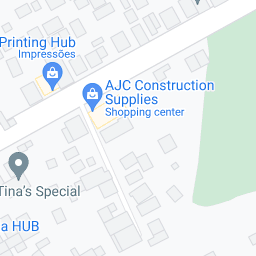 Printing Hub
Impressões
AJC Construction
Supplies
Shopping center
Tina's Special
a HUB